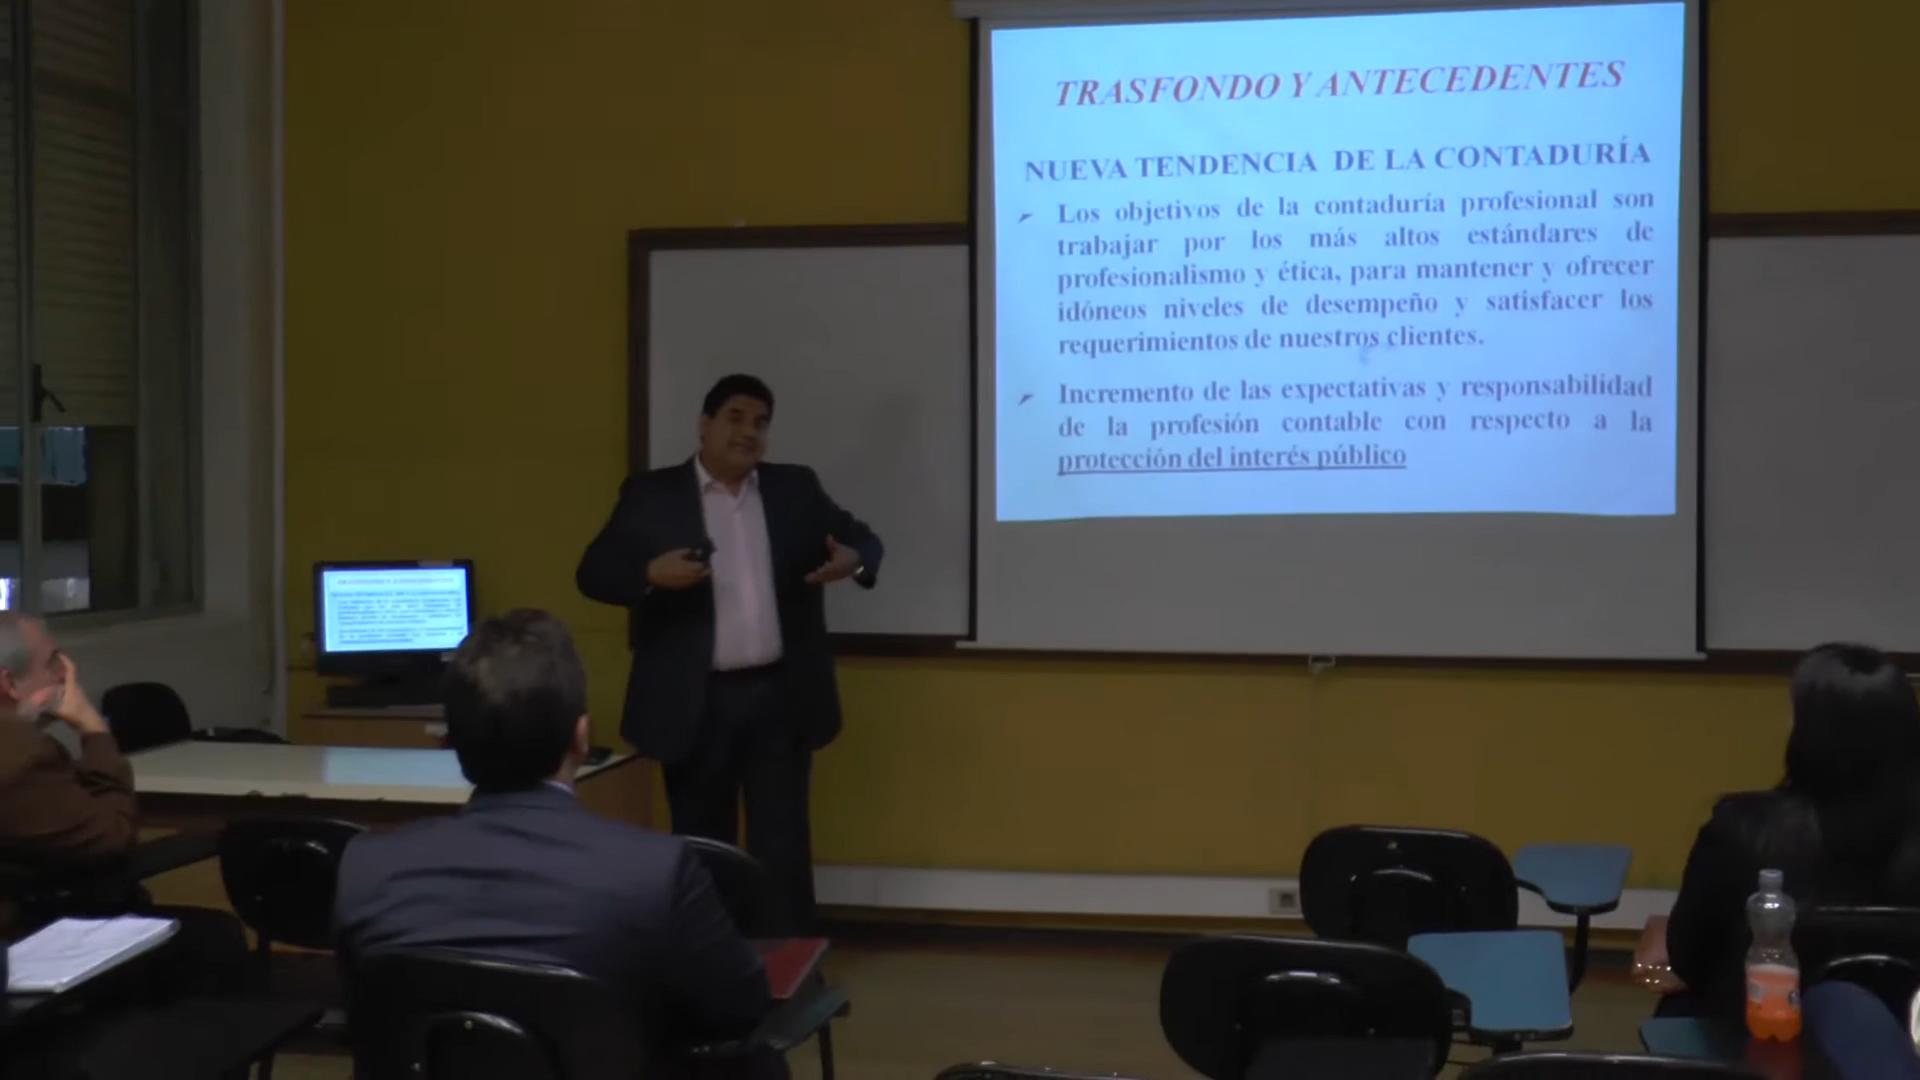 TRASFONDO Y ANTECEDENTES
NUEVA TENDENCIA DE LA CONTADURÍA
Los objetivos de la contaduría profesional son
trabajar por los más altos estándares de
profesionalismo y ética, para mantener y ofrecer
idóneos niveles de desempeño y satisfacer los
requerimientos de nuestros clientes.
Incremento de las expectativas y responsabilidad
de la profesión contable con respecto a la
protección del interés público